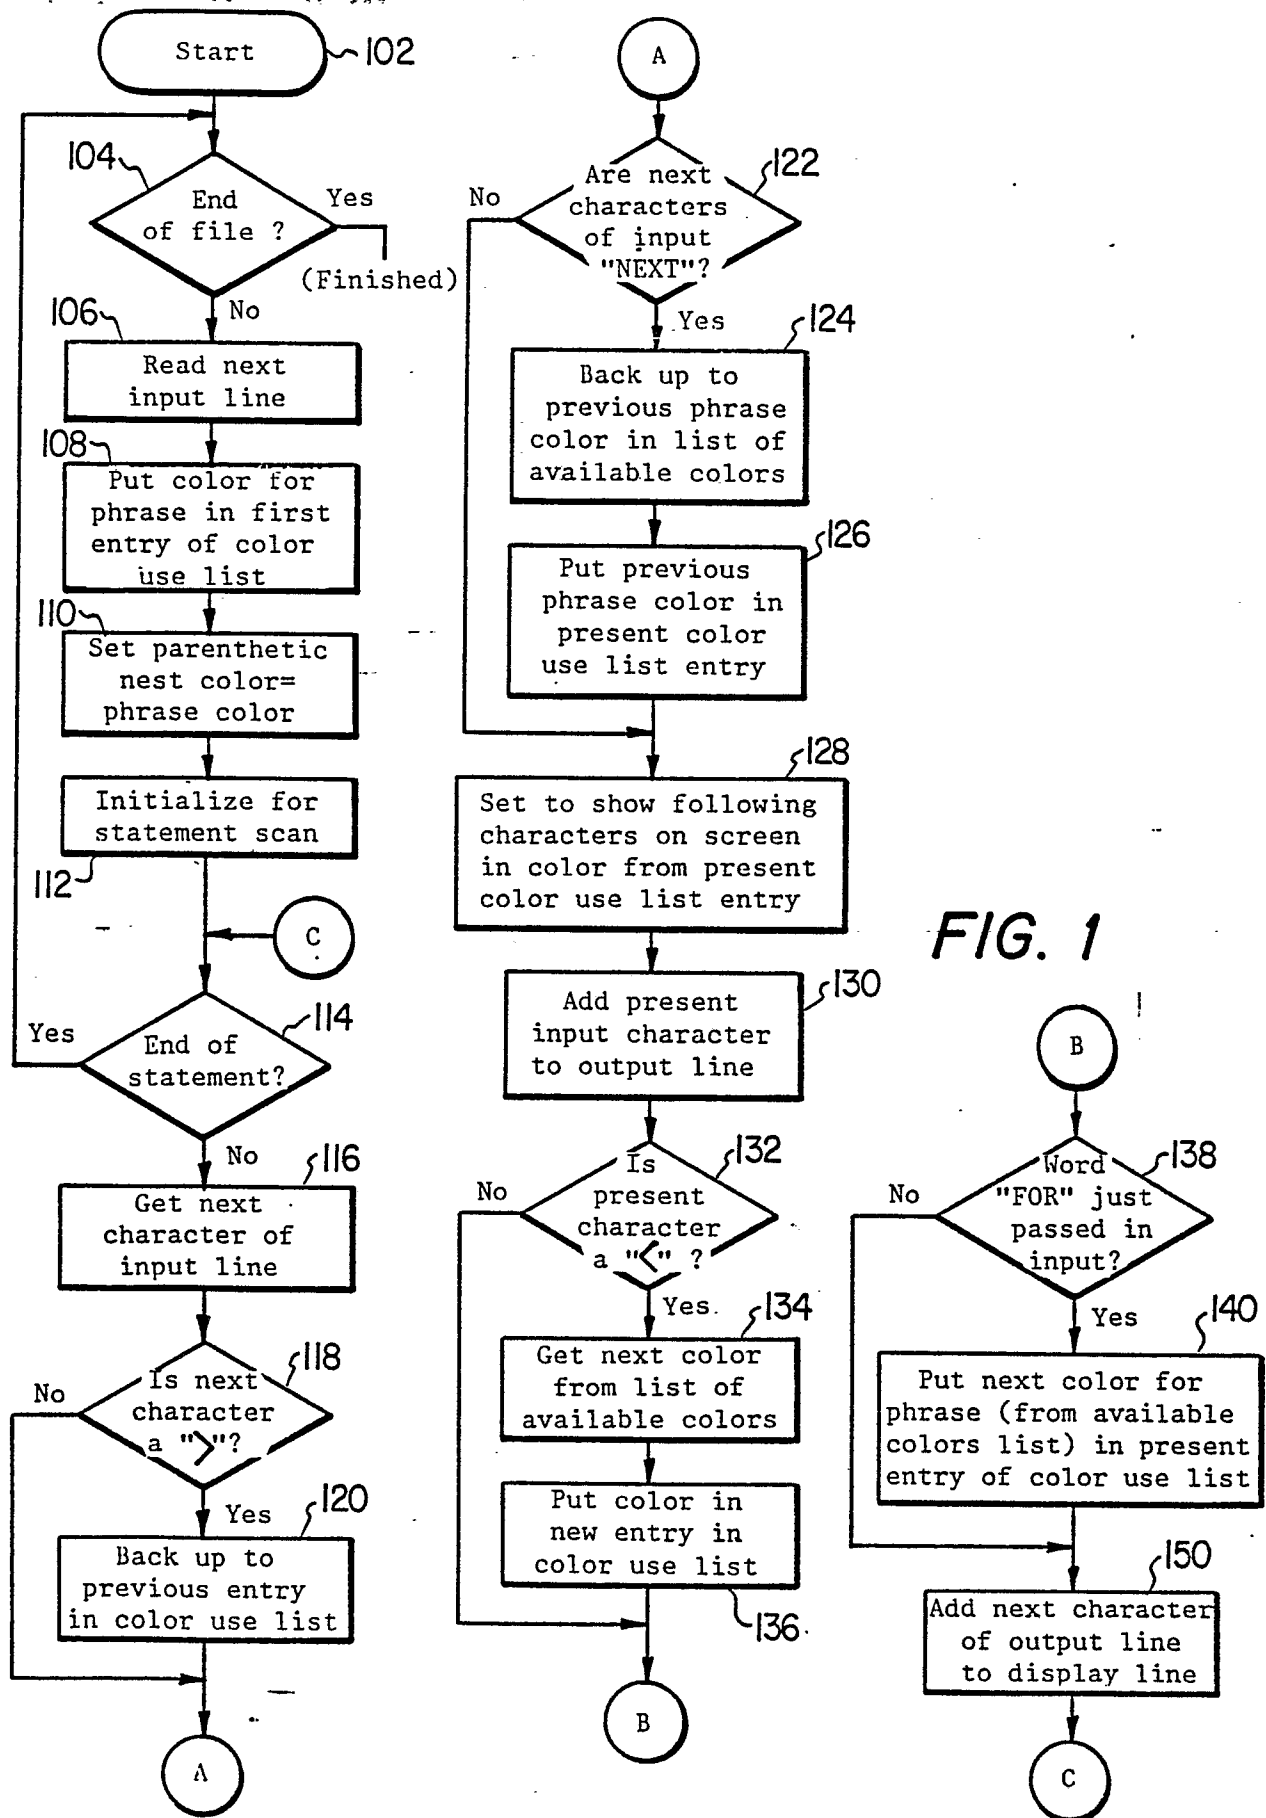 Start
102
104
End
of file ?
Yes
(Finished)
No
106
Read next
input line
108
Put color for
phrase in first
entry of color
use list
110
Set parenthetic
nest color=
phrase color
Initialize for
statement scan
112
C
Yes
114
End of
statement?
No
116
Get next
character of
input line
118
No
Is next
character
a ">"?
Yes
120
Back up to
previous entry
in color use list
A
A
122
No
Are next
characters
of input
"NEXT"?
Yes
124
Back up to
previous phrase
color in list of
available colors
126
Put previous
phrase color in
present color
use list entry
128
Set to show following
characters on screen
in color from present
color use list entry
130
Add present
input character
to output line
132
No
Is
present
character
a "<" ?
Yes.
134
Get next color
from list of
available colors
Put color in
new entry in
color use list
136
B
FIG. 1
B
138
No
Word
"FOR" just
passed in
input?
Yes
140
Put next color for
phrase (from available
colors list) in present
entry of color use list
150
Add next character
of output line
to display line
C